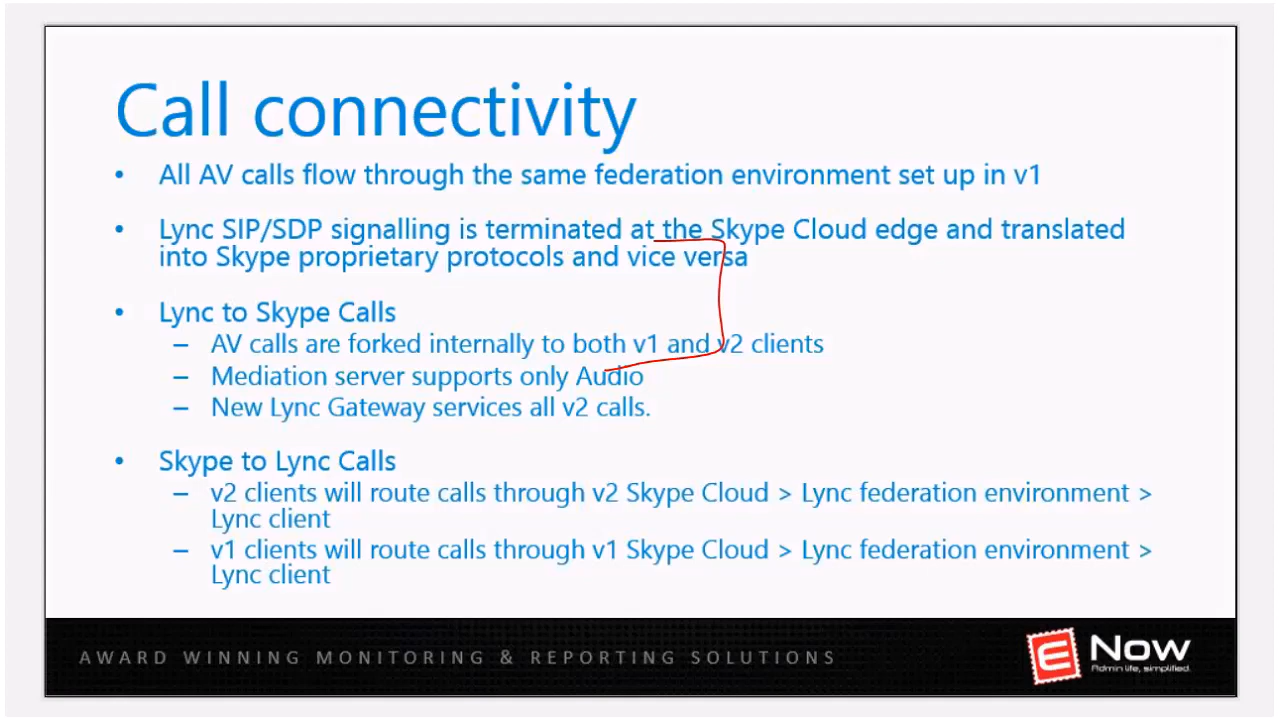 Call connectivity
• All AV calls flow through the same federation environment set up in v1
• Lync SIP/SDP signalling is terminated at the Skype Cloud edge and translated
into Skype proprietary protocols and vice versa
• Lync to Skype Calls
– AV calls are forked internally to both v1 and v2 clients
– Mediation server supports only Audio
– New Lync Gateway services all v2 calls.
• Skype to Lync Calls
– v2 clients will route calls through v2 Skype Cloud > Lync federation environment >
Lync client
– v1 clients will route calls through v1 Skype Cloud > Lync federation environment >
Lync client
AWARD WINNING MONITORING & REPORTING SOLUTIONS
E Now
Admin life, simplified.